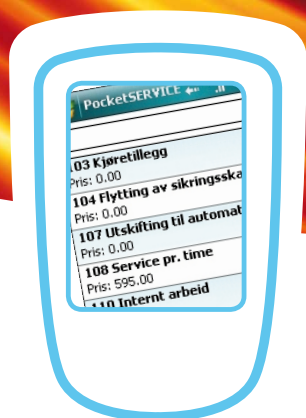 PocketSERVICE
103 Kjøretillegg
Pris: 0.00
104 Flytting av sikringsska
Pris: 0.00
107 Utskifting til automat
Pris: 0.00
108 Service pr. time
Pris: 595.00
110 Internt arbeid